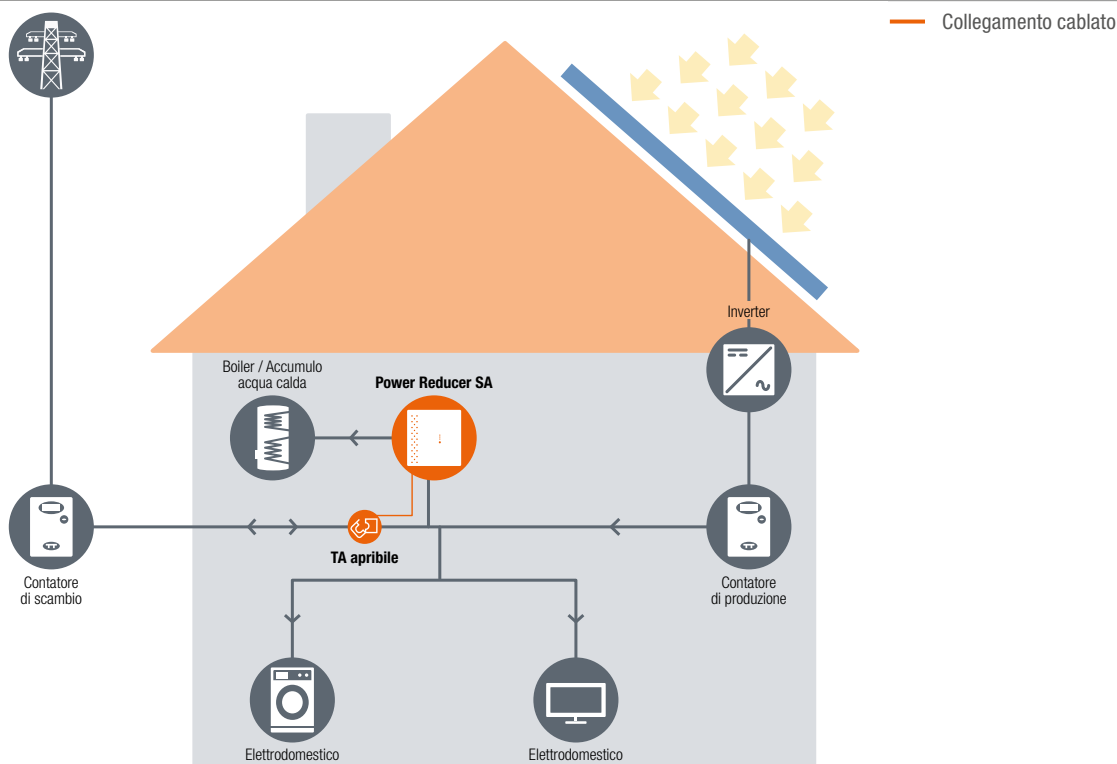 Collegamento cablato
Inverter
Boiler / Accumulo
acqua calda
Power Reducer SA
TA apribile
Contatore
di scambio
Contatore
di produzione
Elettrodomestico
Elettrodomestico